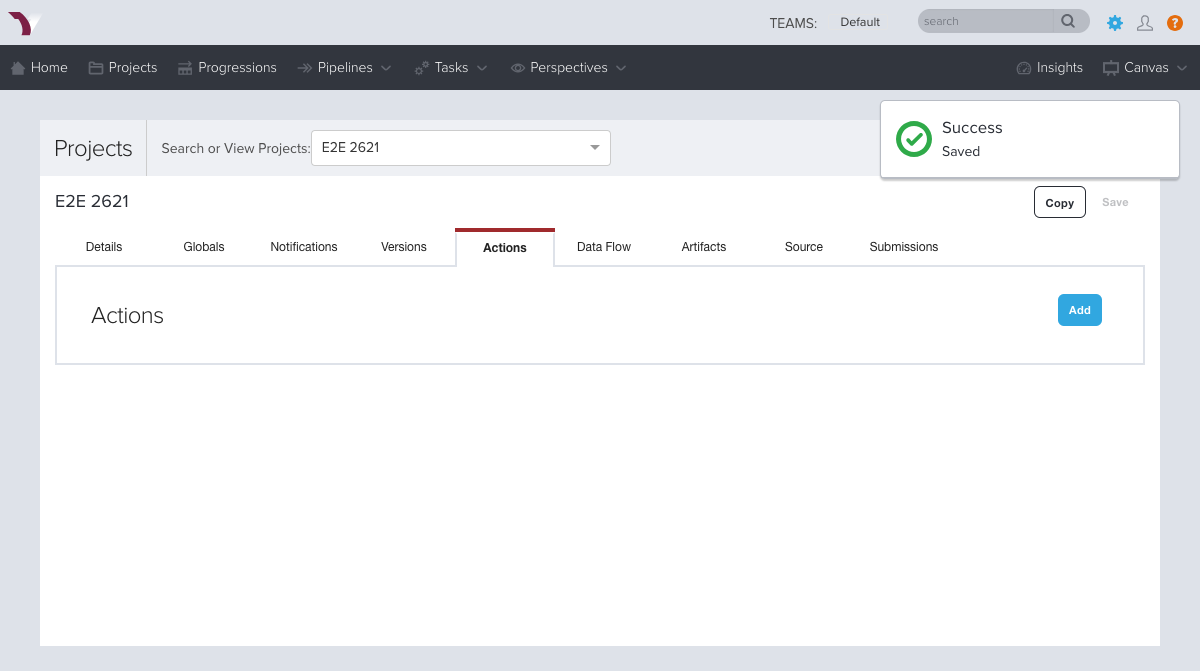 TEAMS: Default search ?
Home Projects Progressions Pipelines Tasks Perspectives Insights Canvas
Success
Saved
Projects Search or View Projects: E2E 2621
E2E 2621 Copy Save
Details Globals Notifications Versions Actions Data Flow Artifacts Source Submissions
Actions Add